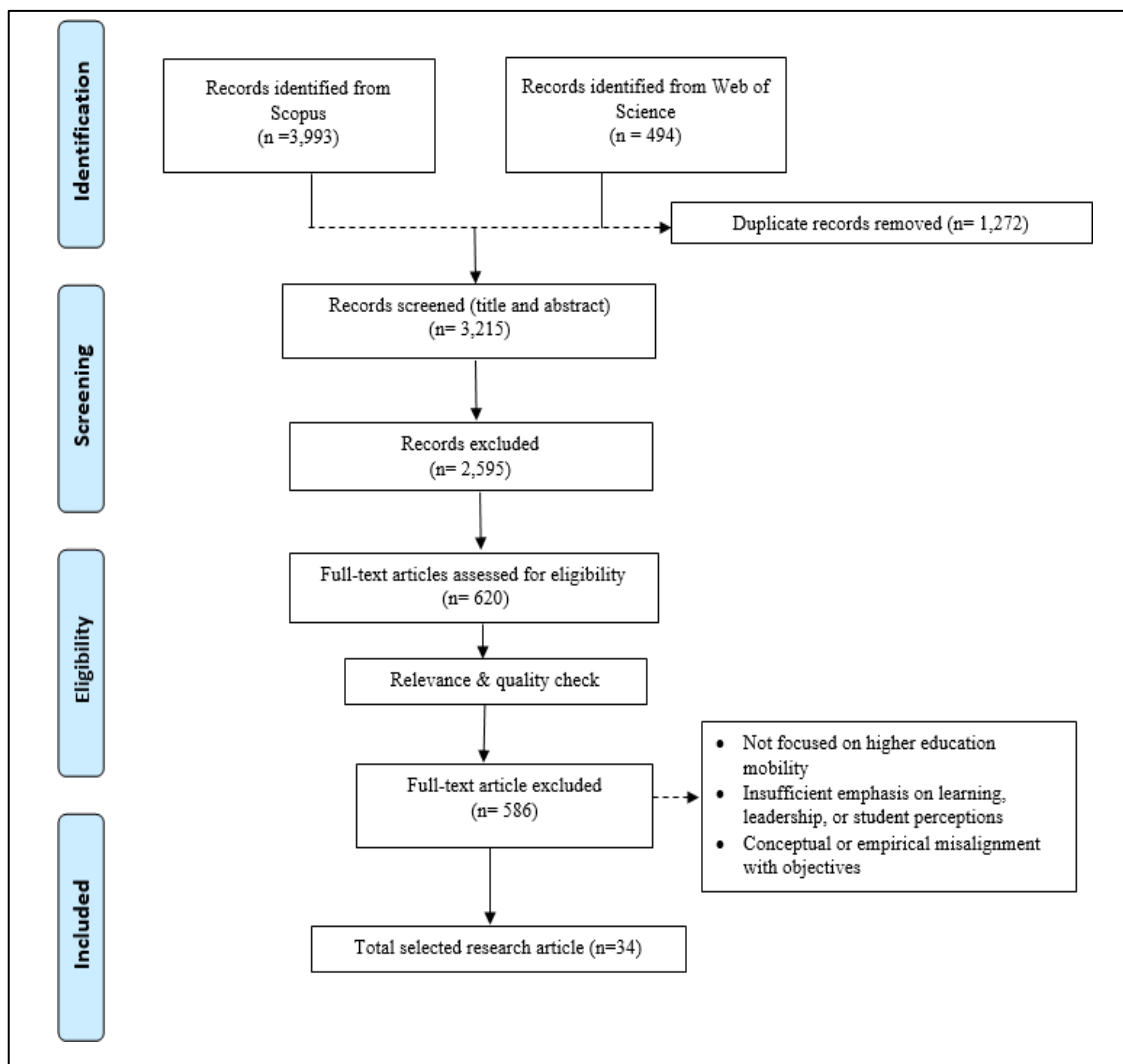 Identification
Records identified from
Scopus
(n =3,993)
Records identified from Web of
Science
(n = 494)
Duplicate records removed (n= 1,272)
Screening
Records screened (title and abstract)
(n= 3,215)
Records excluded
(n= 2,595)
Eligibility
Full-text articles assessed for eligibility
(n= 620)
Relevance & quality check
Full-text article excluded
(n= 586)
• Not focused on higher education
mobility
• Insufficient emphasis on learning,
leadership, or student perceptions
• Conceptual or empirical misalignment
with objectives
Included
Total selected research article (n=34)